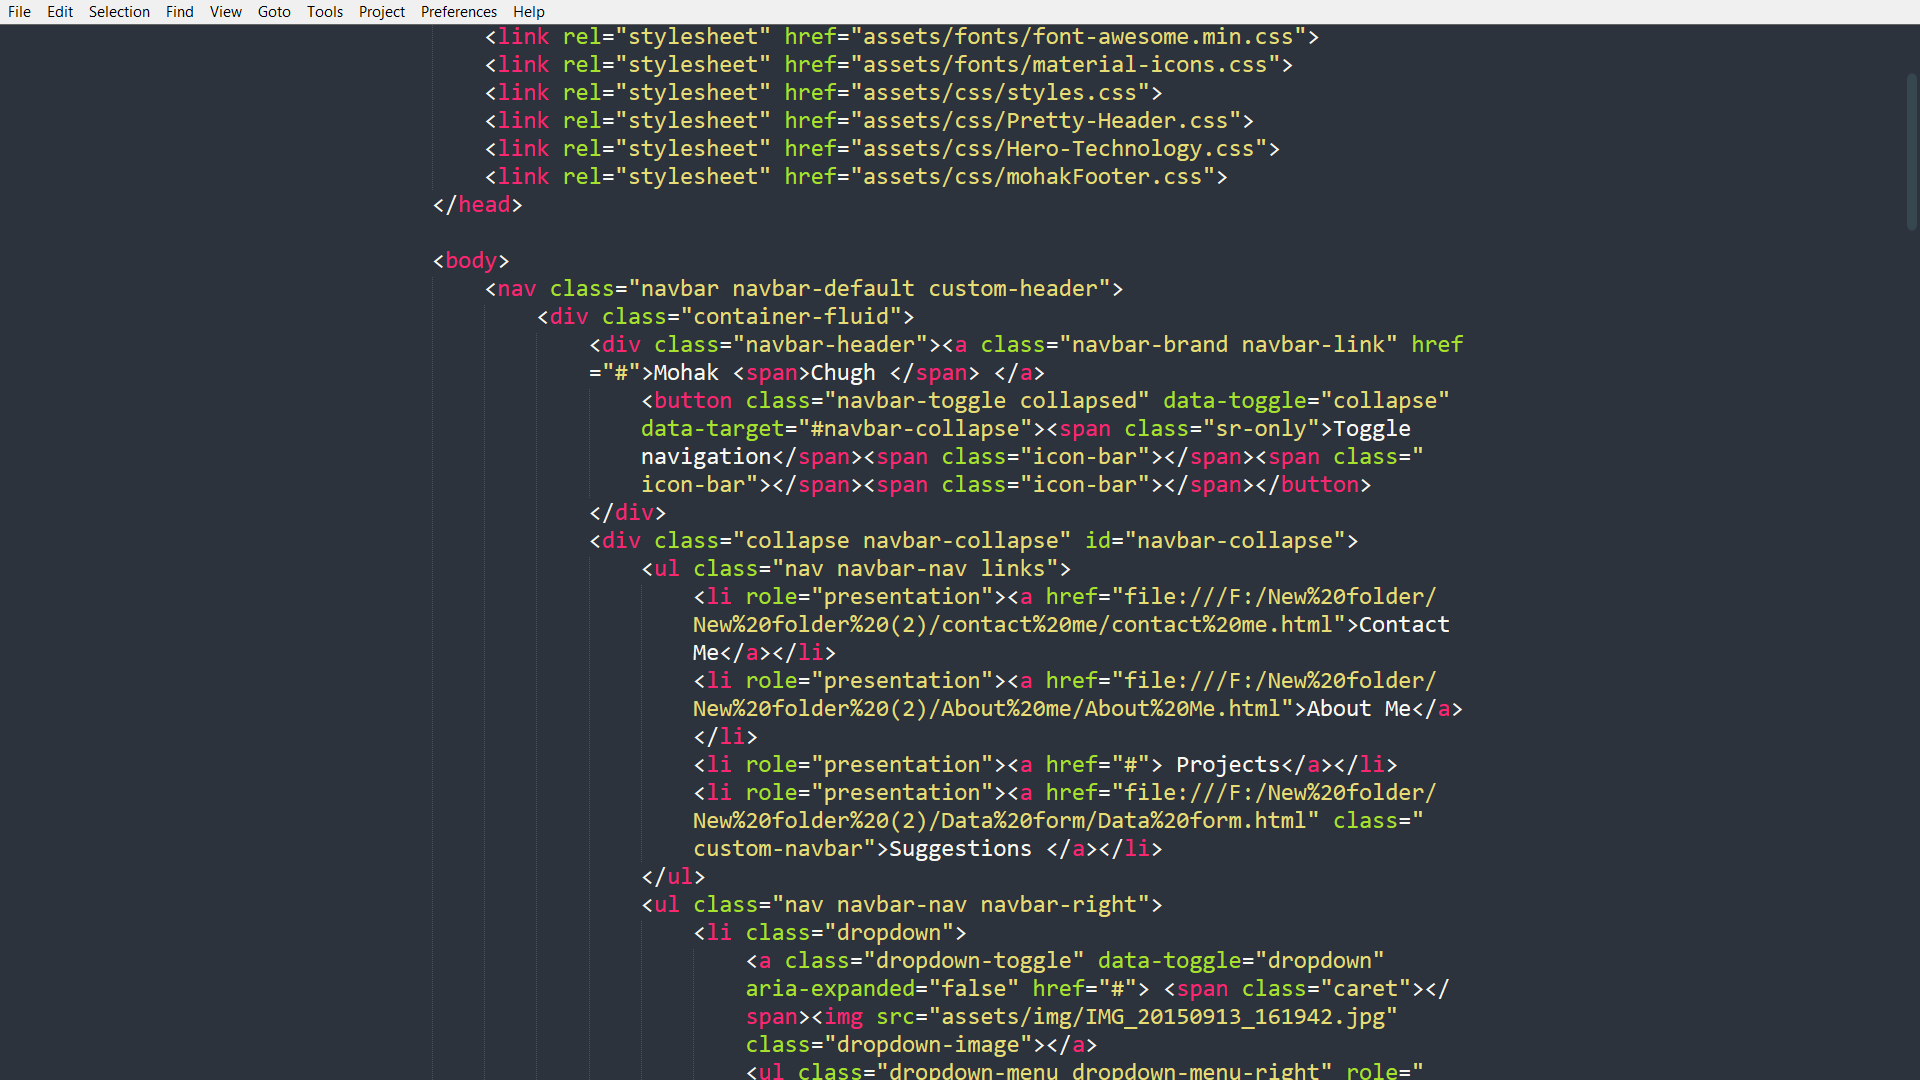 File Edit Selection Find View Goto Tools Project Preferences Help
<link rel="stylesheet" href="assets/fonts/font-awesome.min.css">
<link rel="stylesheet" href="assets/fonts/material-icons.css">
<link rel="stylesheet" href="assets/css/styles.css">
<link rel="stylesheet" href="assets/css/Pretty-Header.css">
<link rel="stylesheet" href="assets/css/Hero-Technology.css">
<link rel="stylesheet" href="assets/css/mohakFooter.css">
</head>
<body>
<nav class="navbar navbar-default custom-header">
<div class="container-fluid">
<div class="navbar-header"><a class="navbar-brand navbar-link" href
="#">Mohak <span>Chugh </span> </a>
<button class="navbar-toggle collapsed" data-toggle="collapse"
data-target="#navbar-collapse"><span class="sr-only">Toggle
navigation</span><span class="icon-bar"></span><span class="
icon-bar"></span><span class="icon-bar"></span></button>
</div>
<div class="collapse navbar-collapse" id="navbar-collapse">
<ul class="nav navbar-nav links">
<li role="presentation"><a href="file:///F:/New%20folder/
New%20folder%20(2)/contact%20me/contact%20me.html">Contact
Me</a></li>
<li role="presentation"><a href="file:///F:/New%20folder/
New%20folder%20(2)/About%20me/About%20Me.html">About Me</a>
</li>
<li role="presentation"><a href="#"> Projects</a></li>
<li role="presentation"><a href="file:///F:/New%20folder/
New%20folder%20(2)/Data%20form/Data%20form.html" class="
custom-navbar">Suggestions </a></li>
</ul>
<ul class="nav navbar-nav navbar-right">
<li class="dropdown">
<a class="dropdown-toggle" data-toggle="dropdown"
aria-expanded="false" href="#"> <span class="caret"></
span><img src="assets/img/IMG_20150913_161942.jpg"
class="dropdown-image"></a>
<ul class="dropdown-menu dropdown-menu-right" role="